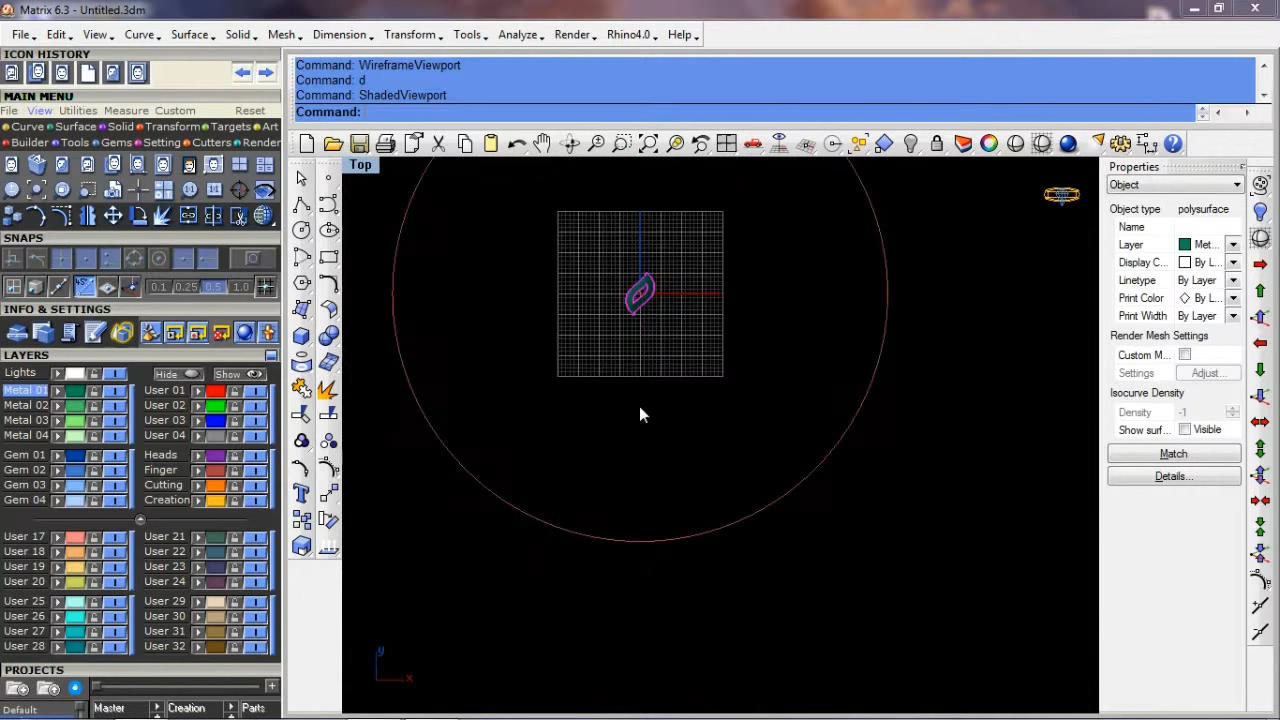 Matrix 6.3 - Untitled.3dm
File Edit View Curve Surface Solid Mesh Dimension Transform Tools Analyze Render Rhino4.0 Help
ICON HISTORY
Command: WireframeViewport
Command: d
Command: ShadedViewport
Command:
MAIN MENU
File View Utilities Measure Custom Reset
Curve Surface Solid Transform Targets Art
Builder Tools Gems Setting Cutters Render
Top
SNAPS
0.1 0.25 0.5 1.0
45°
INFO & SETTINGS
LAYERS
Lights Hide Show
Metal 01 User 01
Metal 02 User 02
Metal 03 User 03
Metal 04 User 04
Gem 01 Heads
Gem 02 Finger
Gem 03 Cutting
Gem 04 Creation
User 17 User 21
User 18 User 22
User 19 User 23
User 20 User 24
User 25 User 29
User 26 User 30
User 27 User 31
User 28 User 32
PROJECTS
Default Master Creation Parts
y
x
Properties
Object
Object type polysurface
Name
Layer Met...
Display C... By L...
Linetype By Layer
Print Color By L...
Print Width By Layer
Render Mesh Settings
Custom M...
Settings Adjust...
Isocurve Density
Density -1
Show surf... Visible
Match
Details...